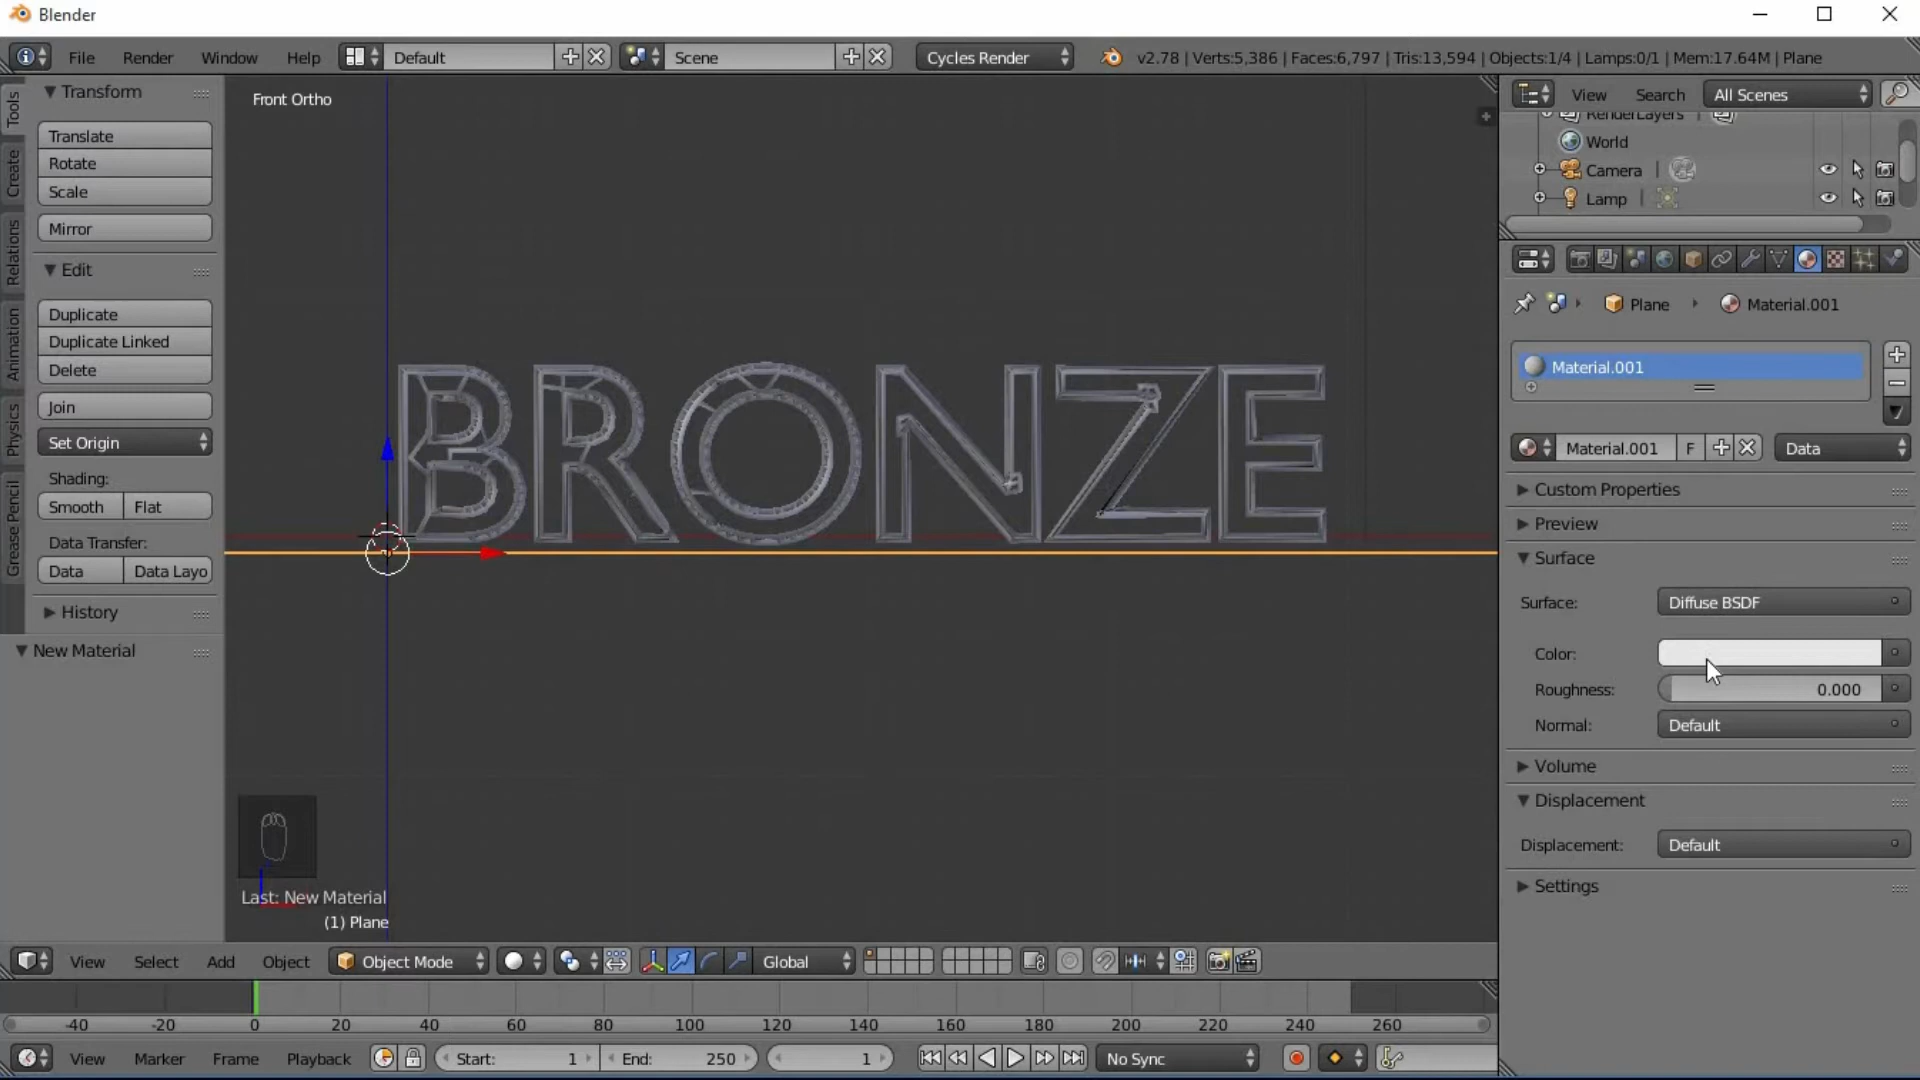 Blender
File Render Window Help Default Scene Cycles Render v2.78 | Verts:5,386 | Faces:6,797 | Tris:13,594 | Objects:1/4 | Lamps:0/1 | Mem:17.64M | Plane
Tools
Create
Relations
Animation
Physics
Grease Pencil
Transform
Translate
Rotate
Scale
Mirror
Edit
Duplicate
Duplicate Linked
Delete
Join
Set Origin
Shading:
Smooth Flat
Data Transfer:
Data Data Layo
History
New Material
Front Ortho
BRONZE
Last: New Material
(1) Plane
View Select Add Object Object Mode Global
-40 -20 0 20 40 60 80 100 120 140 160 180 200 220 240 260
View Marker Frame Playback Start: 1 End: 250 1 No Sync
View Search All Scenes
RenderLayers
World
Camera
Lamp
Plane Material.001
Material.001
Material.001 F Data
Custom Properties
Preview
Surface
Surface: Diffuse BSDF
Color:
Roughness: 0.000
Normal: Default
Volume
Displacement
Displacement: Default
Settings